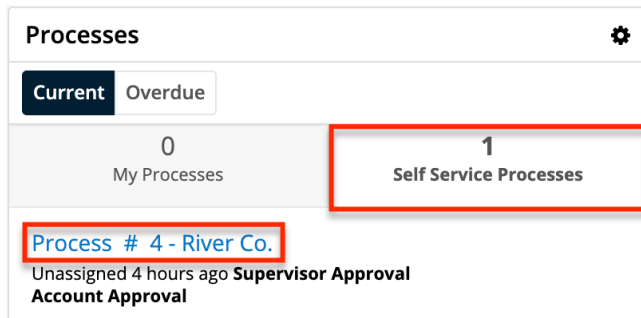 Processes
Current Overdue
0
My Processes
1
Self Service Processes
Process # 4 - River Co.
Unassigned 4 hours ago Supervisor Approval
Account Approval